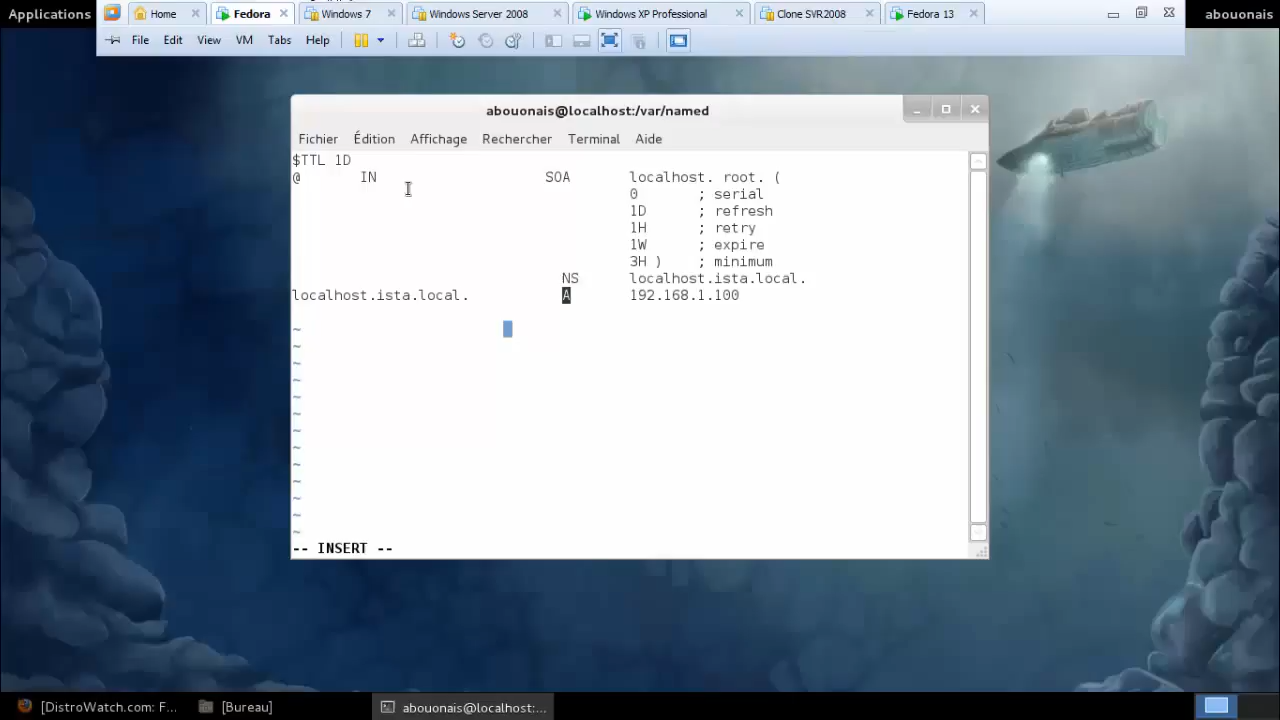 Applications
Home
Fedora
Windows 7
Windows Server 2008
Windows XP Professional
Clone SVR2008
Fedora 13
abouonais
File Edit View VM Tabs Help
abouonais@localhost:/var/named
Fichier Édition Affichage Rechercher Terminal Aide
$TTL 1D
@ IN SOA localhost. root. (
0 ; serial
1D ; refresh
1H ; retry
1W ; expire
3H ) ; minimum
NS localhost.ista.local.
localhost.ista.local. A 192.168.1.100
~
~
~
~
~
~
~
~
~
~
~
~
~
-- INSERT --
[DistroWatch.com: F...
[Bureau]
abouonais@localhost:...